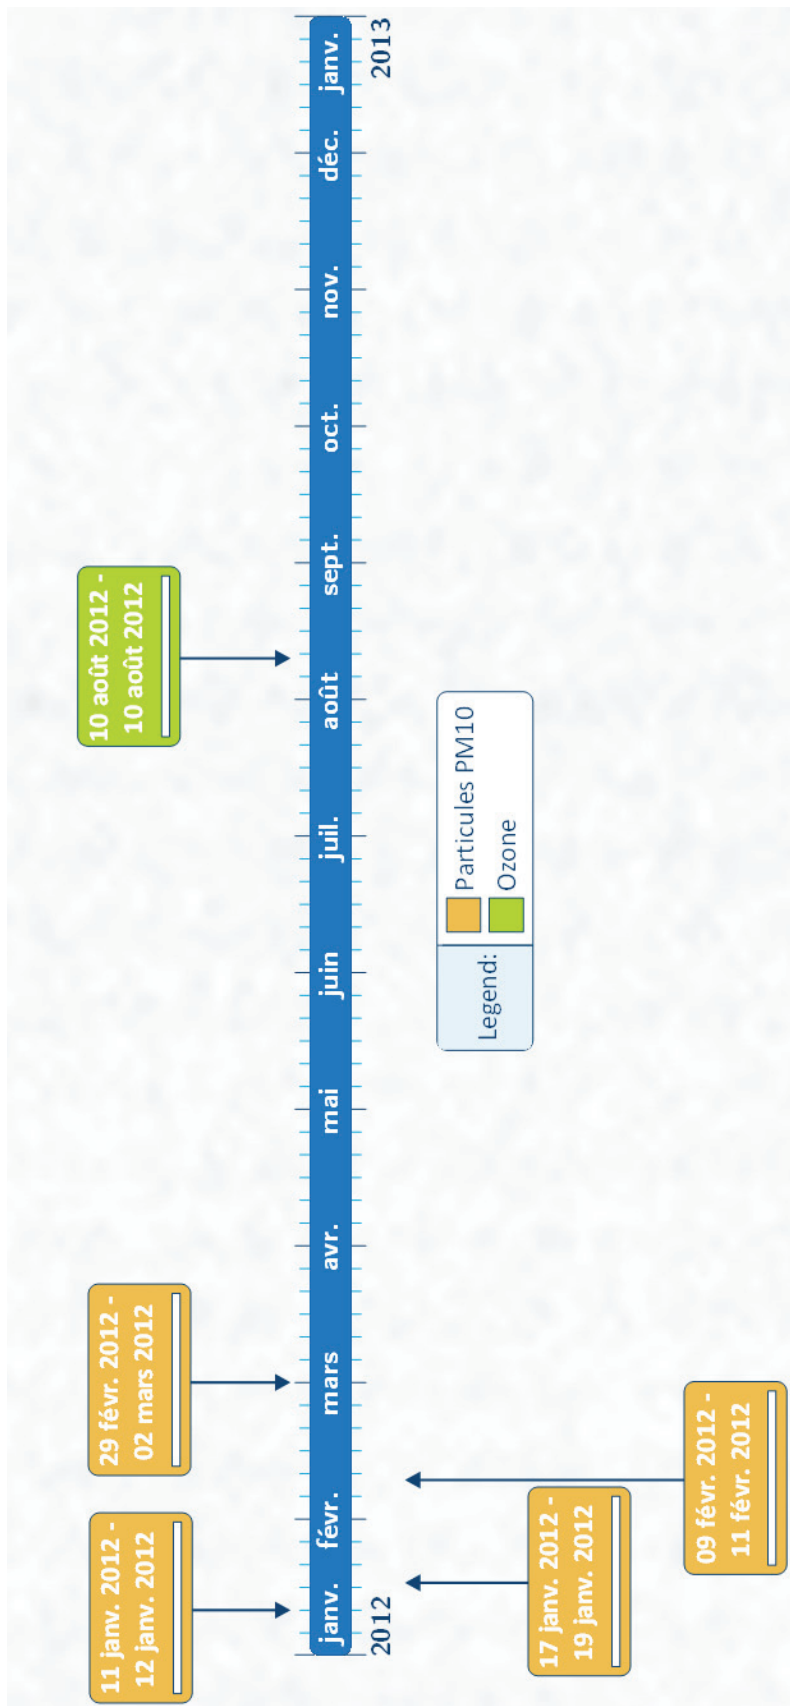 11 janv. 2012 -
12 janv. 2012
29 févr. 2012 -
02 mars 2012
10 août 2012 -
10 août 2012
janv. févr. mars avr. mai juin juil. août sept. oct. nov. déc. janv.
2012 2013
17 janv. 2012 -
19 janv. 2012
09 févr. 2012 -
11 févr. 2012
Legend:
Particules PM10
Ozone